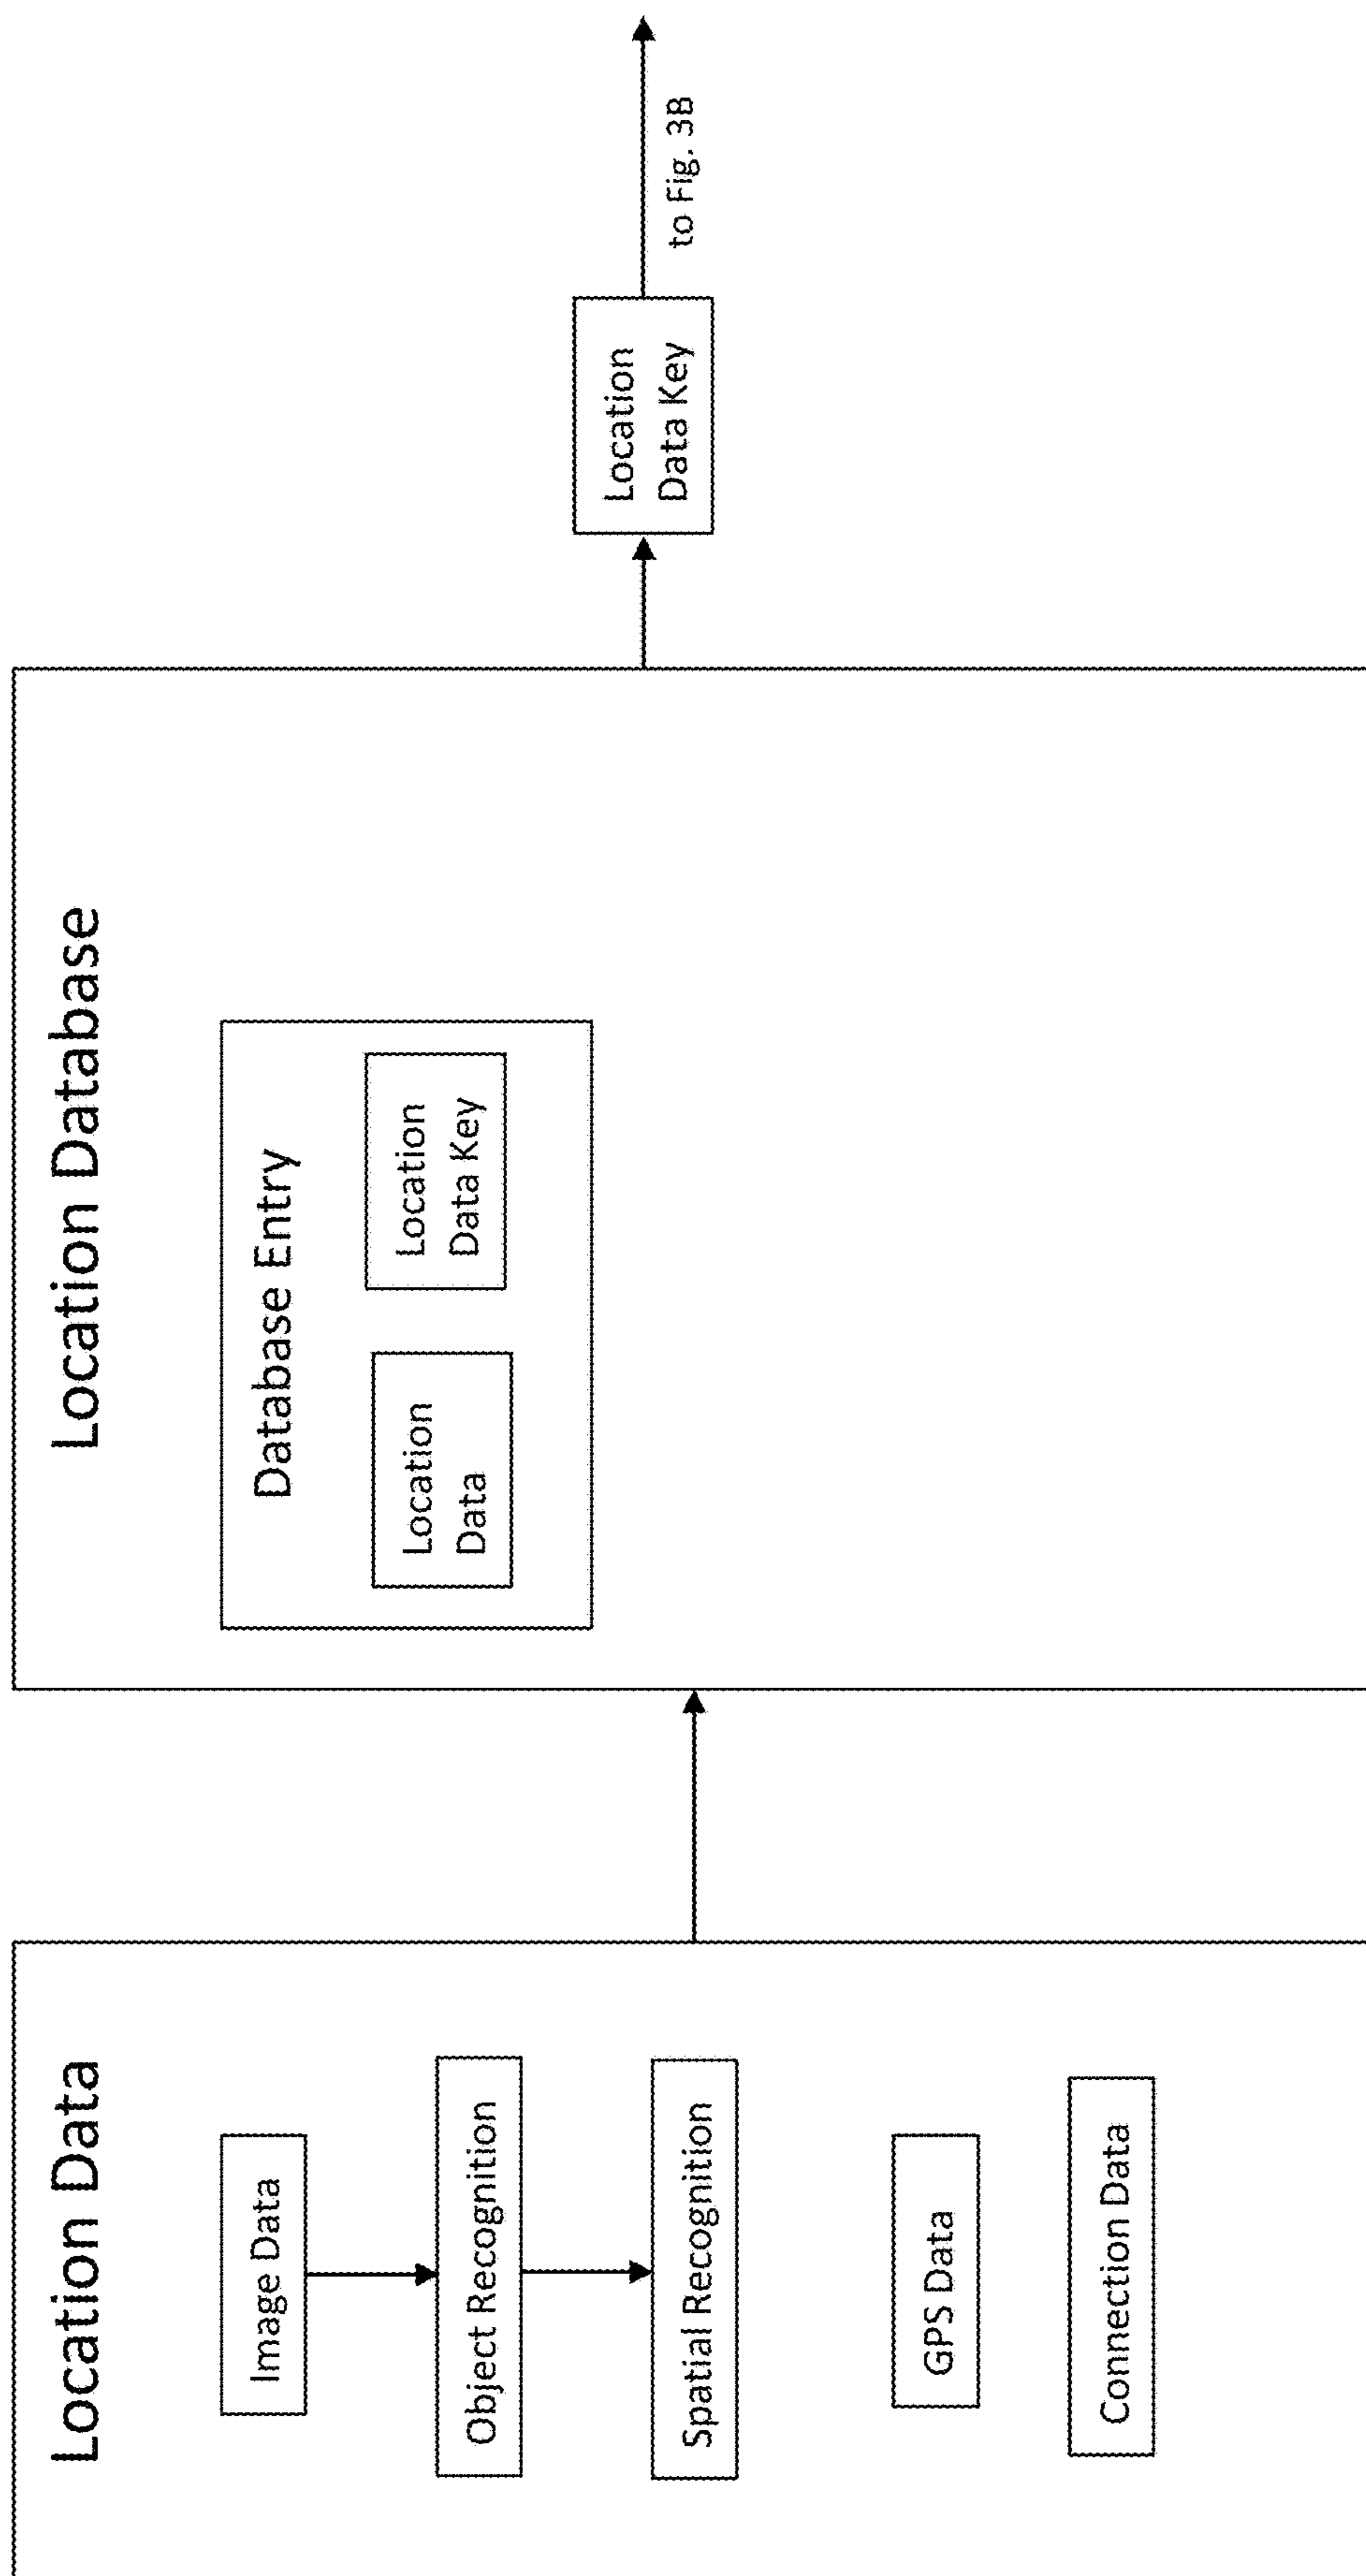 Location Data
Image Data
Object Recognition
Spatial Recognition
GPS Data
Connection Data
Location Database
Database Entry
Location
Data
Location
Data Key
Location
Data Key
to Fig. 3B